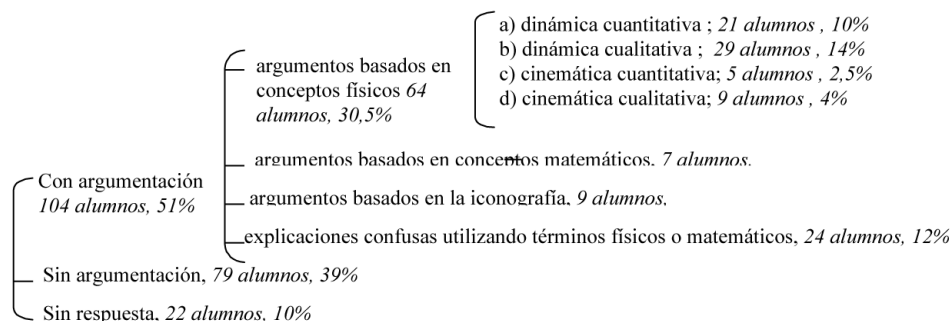 a) dinámica cuantitativa ; 21 alumnos , 10%
b) dinámica cualitativa ; 29 alumnos , 14%
c) cinemática cuantitativa; 5 alumnos , 2,5%
d) cinemática cualitativa; 9 alumnos , 4%
argumentos basados en
conceptos físicos 64
alumnos, 30,5%
argumentos basados en conceptos matemáticos, 7 alumnos,
Con argumentación
104 alumnos, 51%
argumentos basados en la iconografía, 9 alumnos,
explicaciones confusas utilizando términos físicos o matemáticos, 24 alumnos, 12%
Sin argumentación, 79 alumnos, 39%
Sin respuesta, 22 alumnos, 10%